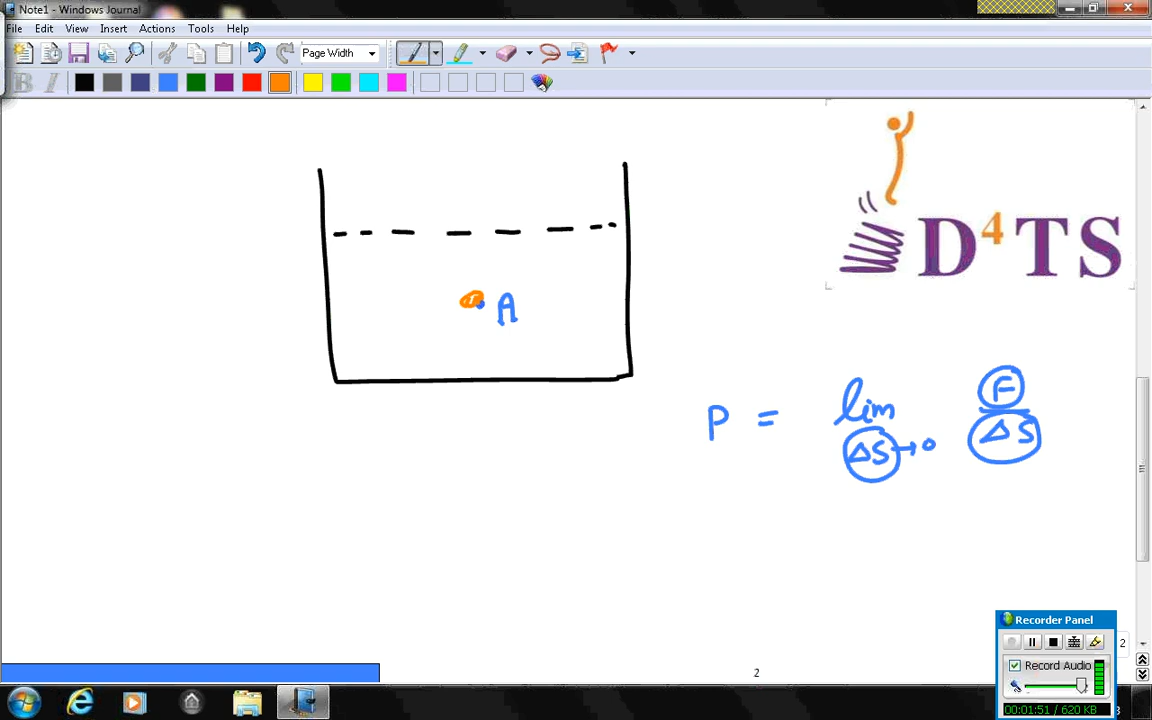 Note1 - Windows Journal
File Edit View Insert Actions Tools Help
Page Width
B I
D4TS
A
P = lim ΔS→0 F/ΔS
Recorder Panel
2
Record Audio
2
00:01:51 / 620 KB